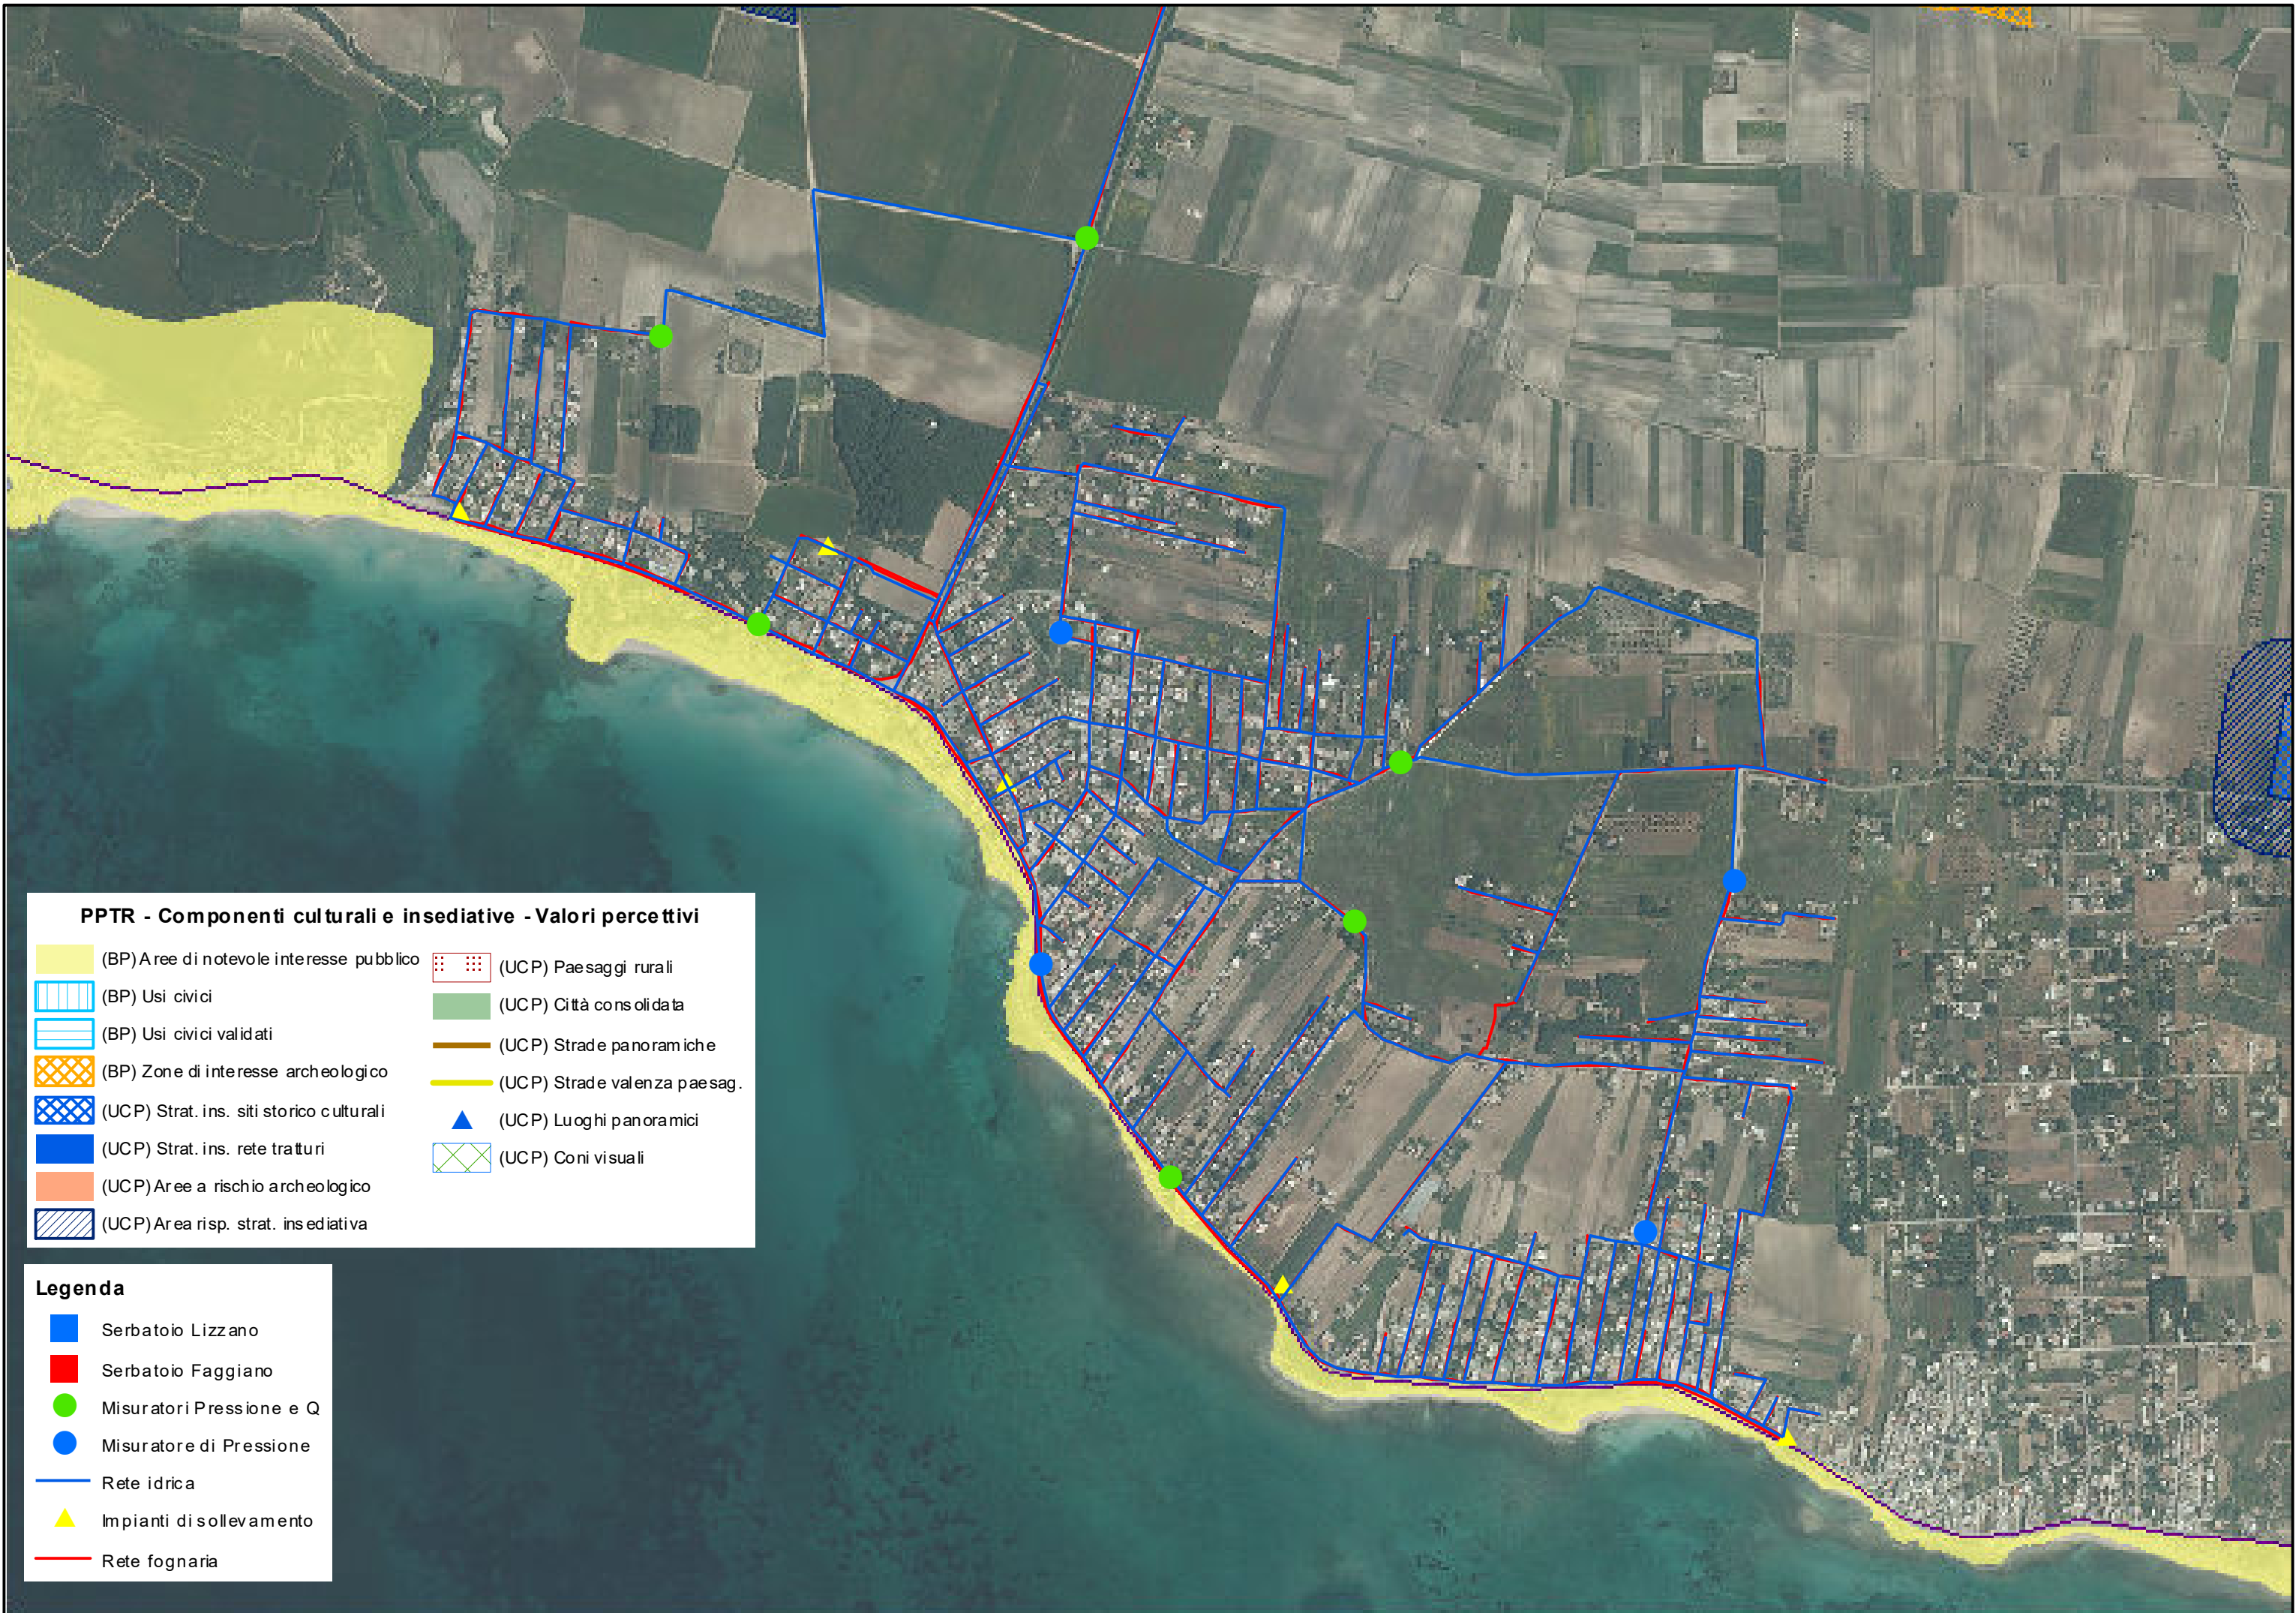 PPTR - Componenti culturali e insediative - Valori percettivi
(BP) Aree di notevole interesse pubblico
(BP) Usi civici
(BP) Usi civici validati
(BP) Zone di interesse archeologico
(UCP) Strat. ins. siti storico culturali
(UCP) Strat. ins. rete tratturi
(UCP) Aree a rischio archeologico
(UCP) Area risp. strat. insediativa
(UCP) Paesaggi rurali
(UCP) Città consolidata
(UCP) Strade panoramiche
(UCP) Strade valenza paesag.
(UCP) Luoghi panoramici
(UCP) Coni visuali
Legenda
Serbatoio Lizzano
Serbatoio Faggiano
Misuratori Pressione e Q
Misuratore di Pressione
Rete idrica
Impianti di sollevamento
Rete fognaria